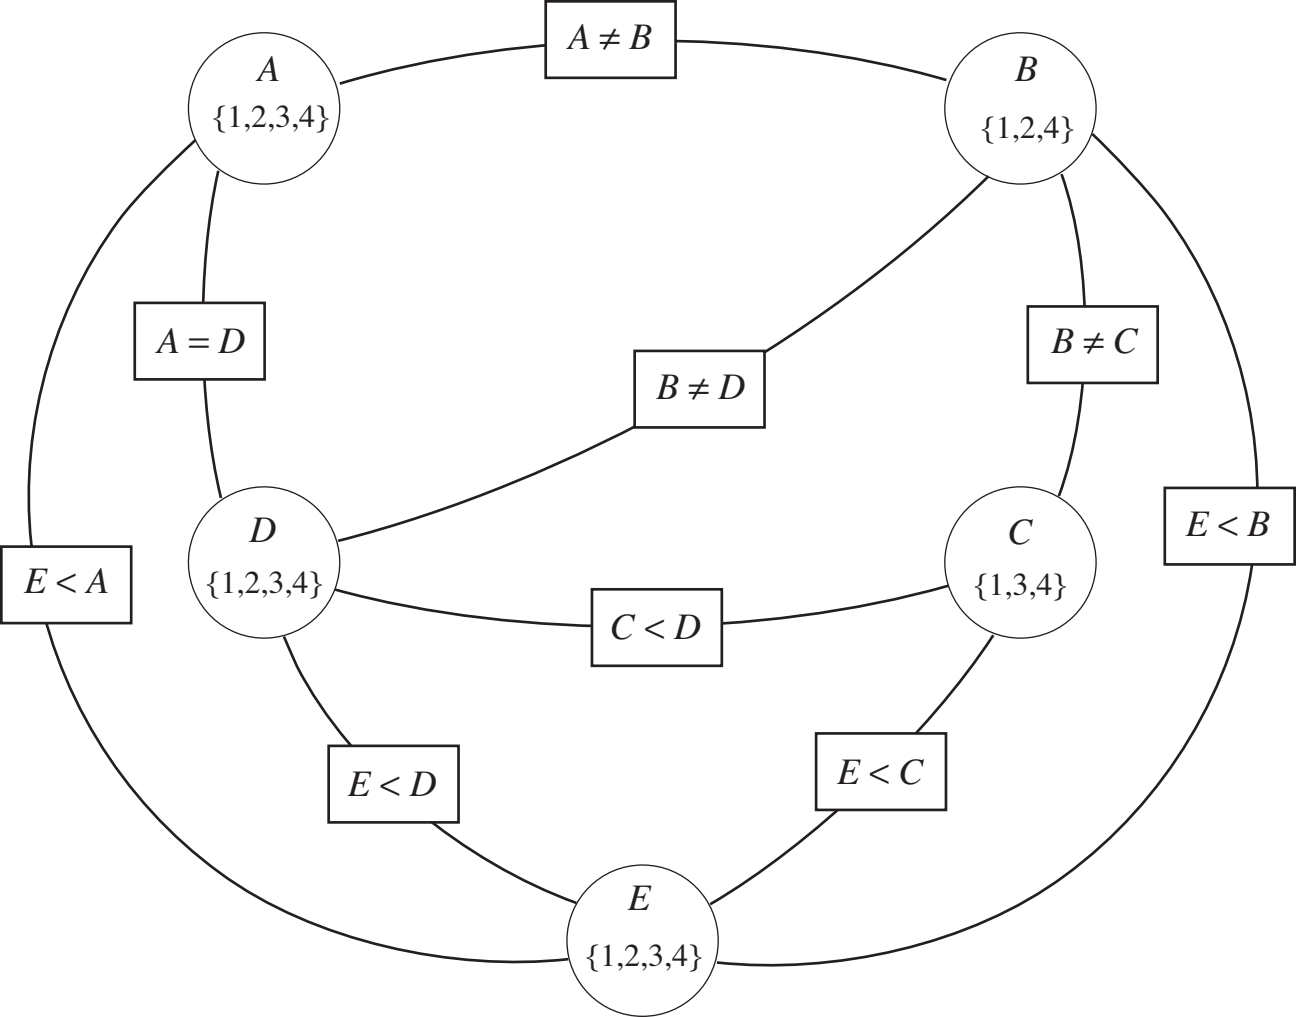 A ≠ B
A
{1,2,3,4}
B
{1,2,4}
A = D
B ≠ C
B ≠ D
E < B
D
{1,2,3,4}
C
{1,3,4}
E < A
C < D
E < D
E < C
E
{1,2,3,4}